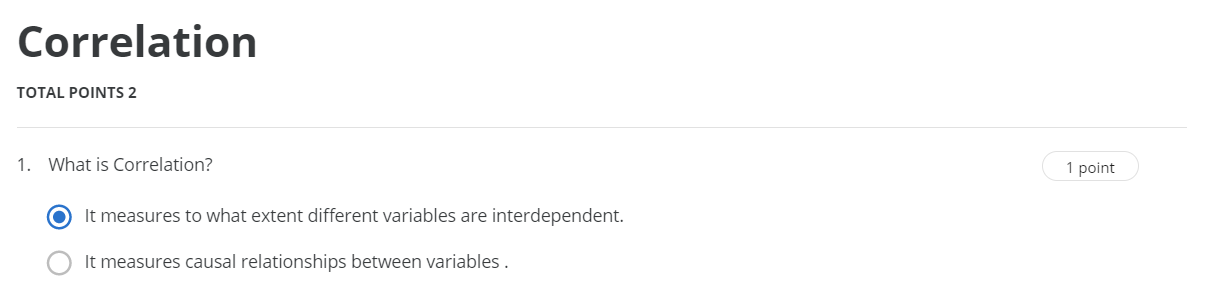 Correlation
TOTAL POINTS 2
1. What is Correlation?
1 point
It measures to what extent different variables are interdependent.
It measures causal relationships between variables .